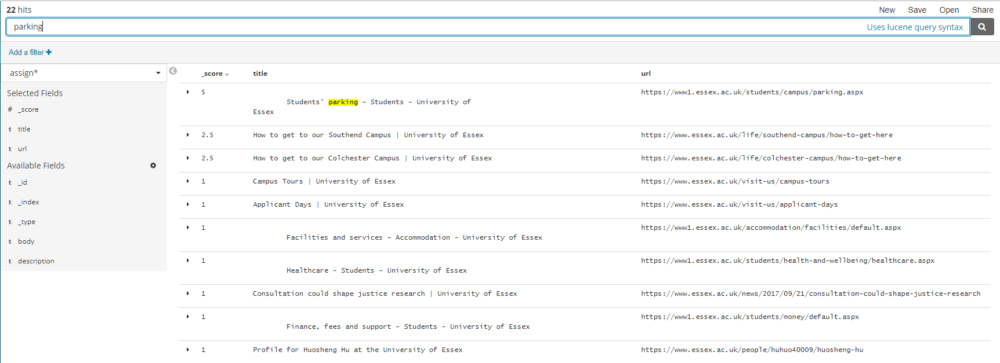 22 hits
New Save Open Share
parking
Uses lucene query syntax
Add a filter +
assign*
Selected Fields
# _score
t title
t url
Available Fields
t _id
t _index
t _type
t body
t description
_score title url
5 https://www1.essex.ac.uk/students/campus/parking.aspx
Students' parking - Students - University of
Essex
2.5 How to get to our Southend Campus | University of Essex https://www.essex.ac.uk/life/southend-campus/how-to-get-here
2.5 How to get to our Colchester Campus | University of Essex https://www.essex.ac.uk/life/colchester-campus/how-to-get-here
1 Campus Tours | University of Essex https://www.essex.ac.uk/visit-us/campus-tours
1 Applicant Days | University of Essex https://www.essex.ac.uk/visit-us/applicant-days
1 https://www1.essex.ac.uk/accommodation/facilities/default.aspx
Facilities and services - Accommodation - University of Essex
1 https://www1.essex.ac.uk/students/health-and-wellbeing/healthcare.aspx
Healthcare - Students - University of Essex
1 Consultation could shape justice research | University of Essex https://www.essex.ac.uk/news/2017/09/21/consultation-could-shape-justice-research
1 https://www1.essex.ac.uk/students/money/default.aspx
Finance, fees and support - Students - University of Essex
1 Profile for Huosheng Hu at the University of Essex https://www.essex.ac.uk/people/huhuo40009/huosheng-hu